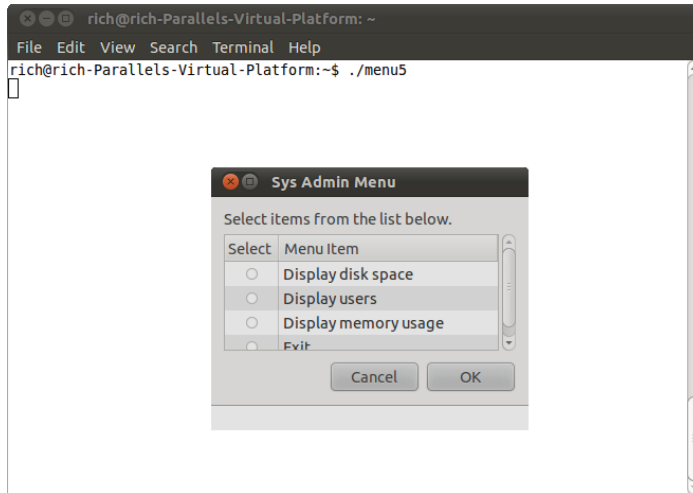 rich@rich-Parallels-Virtual-Platform: ~
File Edit View Search Terminal Help
rich@rich-Parallels-Virtual-Platform:~$ ./menu5
Sys Admin Menu
Select items from the list below.
Select Menu Item
Display disk space
Display users
Display memory usage
Exit
Cancel OK